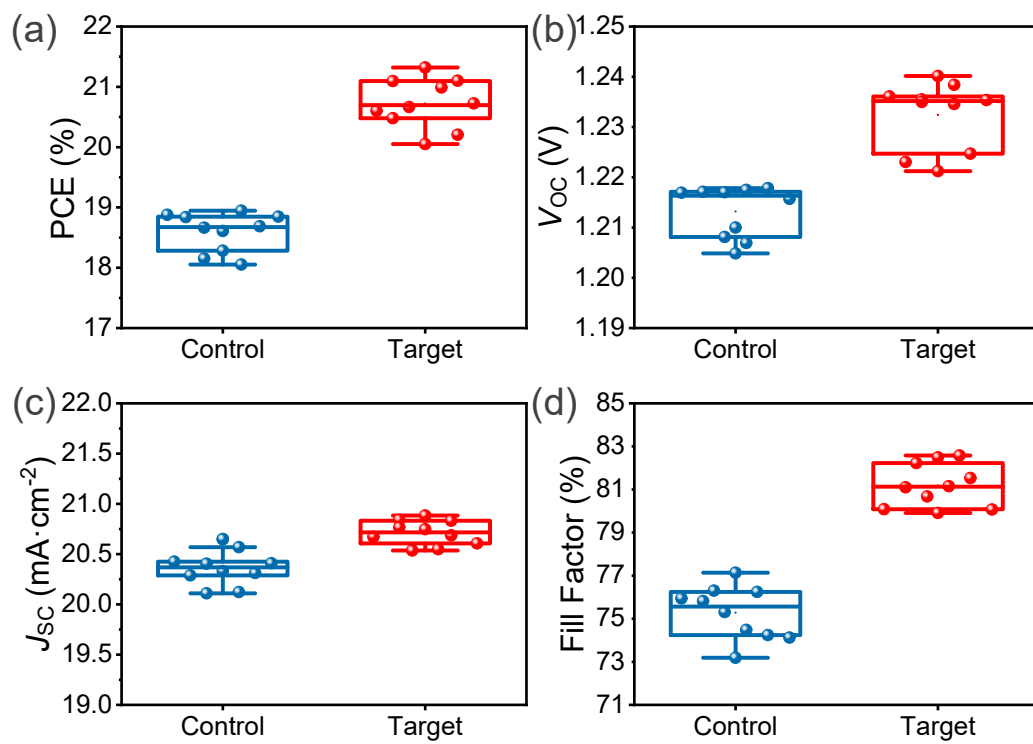 (a)
PCE (%)
22
21
20
19
18
17
Control
Target
(b)
V_OC (V)
1.25
1.24
1.23
1.22
1.21
1.20
1.19
Control
Target
(c)
J_SC (mA·cm⁻²)
22.0
21.5
21.0
20.5
20.0
19.5
19.0
Control
Target
(d)
Fill Factor (%)
85
83
81
79
77
75
73
71
Control
Target